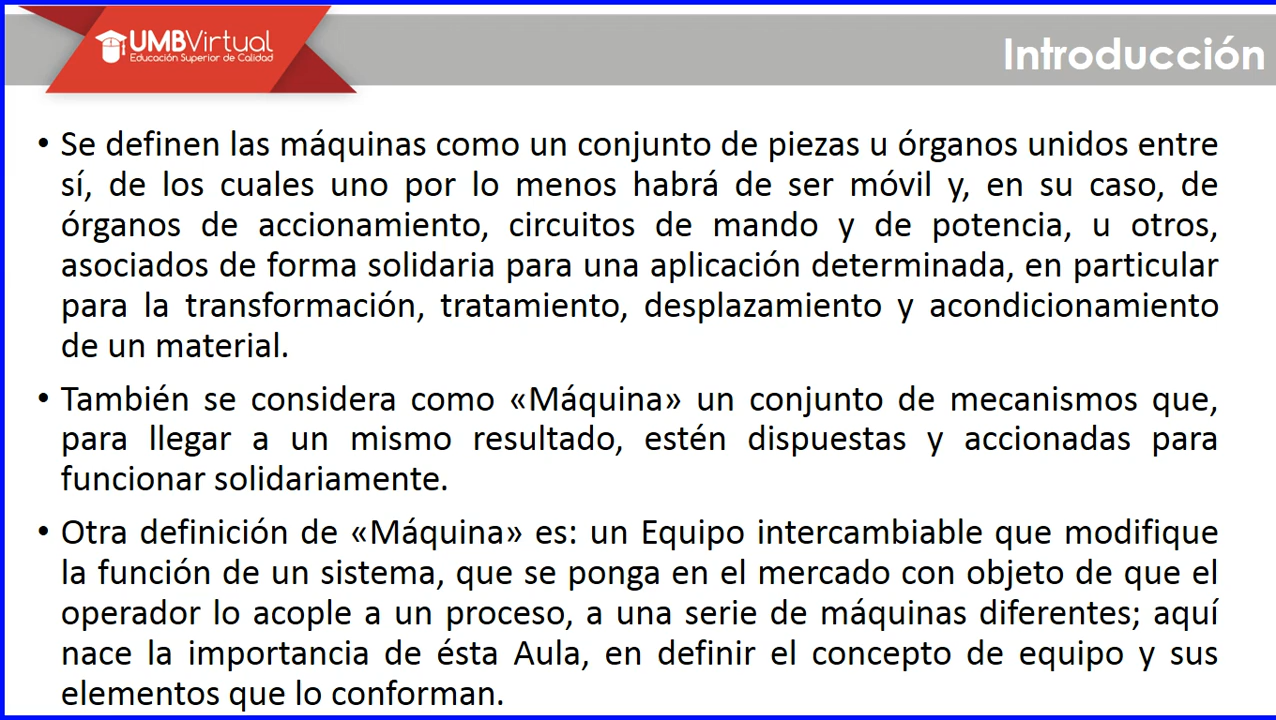 UMBVirtual
Educación Superior de Calidad
Introducción
• Se definen las máquinas como un conjunto de piezas u órganos unidos entre
sí, de los cuales uno por lo menos habrá de ser móvil y, en su caso, de
órganos de accionamiento, circuitos de mando y de potencia, u otros,
asociados de forma solidaria para una aplicación determinada, en particular
para la transformación, tratamiento, desplazamiento y acondicionamiento
de un material.
• También se considera como «Máquina» un conjunto de mecanismos que,
para llegar a un mismo resultado, estén dispuestas y accionadas para
funcionar solidariamente.
• Otra definición de «Máquina» es: un Equipo intercambiable que modifique
la función de un sistema, que se ponga en el mercado con objeto de que el
operador lo acople a un proceso, a una serie de máquinas diferentes; aquí
nace la importancia de ésta Aula, en definir el concepto de equipo y sus
elementos que lo conforman.